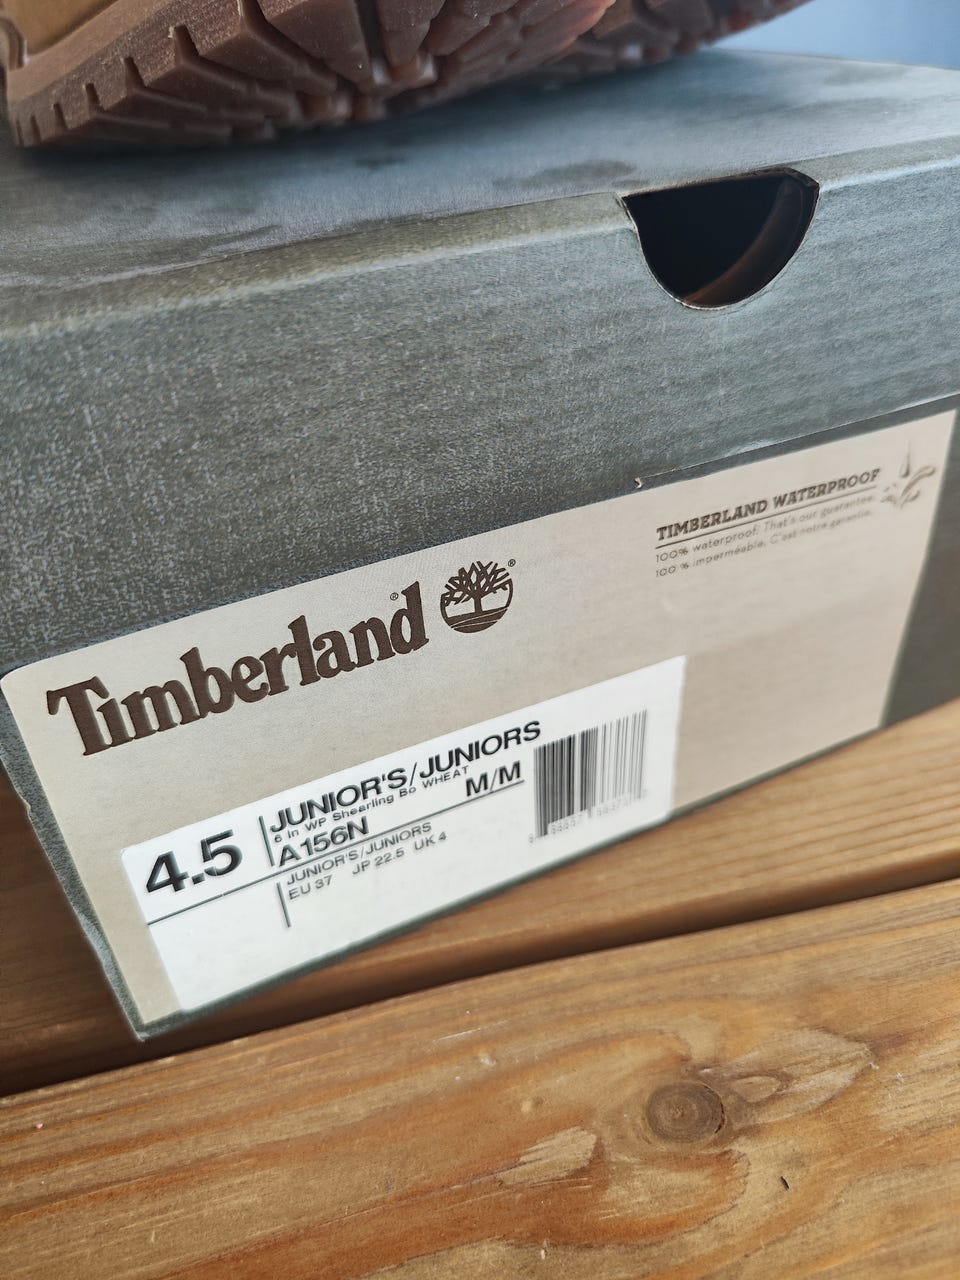 TIMBERLAND WATERPROOF
100% waterproof. That's our guarantee.
100 % imperméable. C'est notre garantie.
Timberland® ®
4.5
JUNIOR'S/JUNIORS
6 in WP Shearling Bo WHEAT
A156N M/M
JUNIOR'S/JUNIORS
EU 37 JP 22.5 UK 4